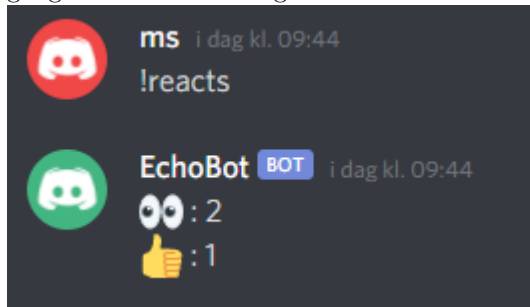 ms i dag kl. 09:44
!reacts
EchoBot BOT i dag kl. 09:44
👀 : 2
👍 : 1